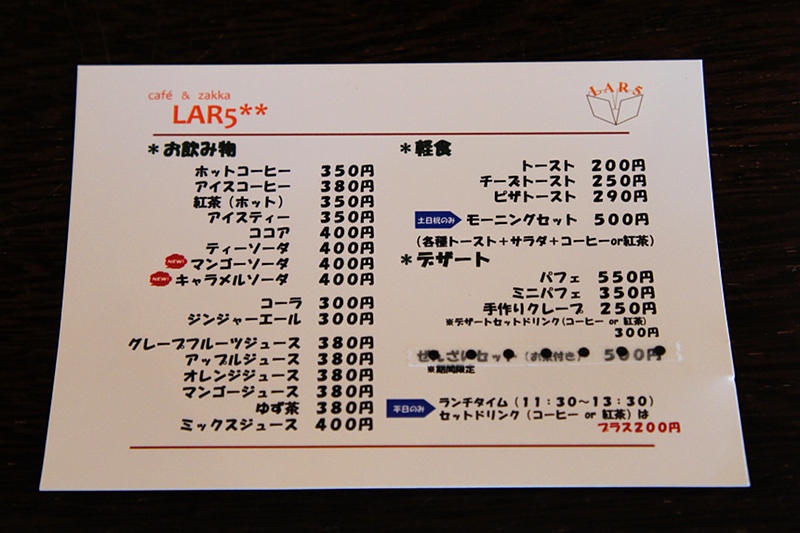 café & zakka
LAR5**
LARS
＊お飲み物
ホットコーヒー 350円
アイスコーヒー 380円
紅茶（ホット） 350円
アイスティー 350円
ココア 400円
ティーソーダ 400円
NEW! マンゴーソーダ 400円
NEW! キャラメルソーダ 400円
コーラ 300円
ジンジャーエール 300円
グレープフルーツジュース 380円
アップルジュース 380円
オレンジジュース 380円
マンゴージュース 380円
ゆず茶 380円
ミックスジュース 400円
＊軽食
トースト 200円
チーズトースト 250円
ピザトースト 290円
土日祝のみ モーニングセット 500円
（各種トースト＋サラダ＋コーヒーor紅茶）
＊デザート
パフェ 550円
ミニパフェ 350円
手作りクレープ 250円
※デザートセットドリンク(コーヒー or 紅茶)
300円
ぜんざいセット（お茶付き） 500円
※期間限定
平日のみ ランチタイム（11：30〜13：30）
セットドリンク（コーヒー or 紅茶）は
プラス200円